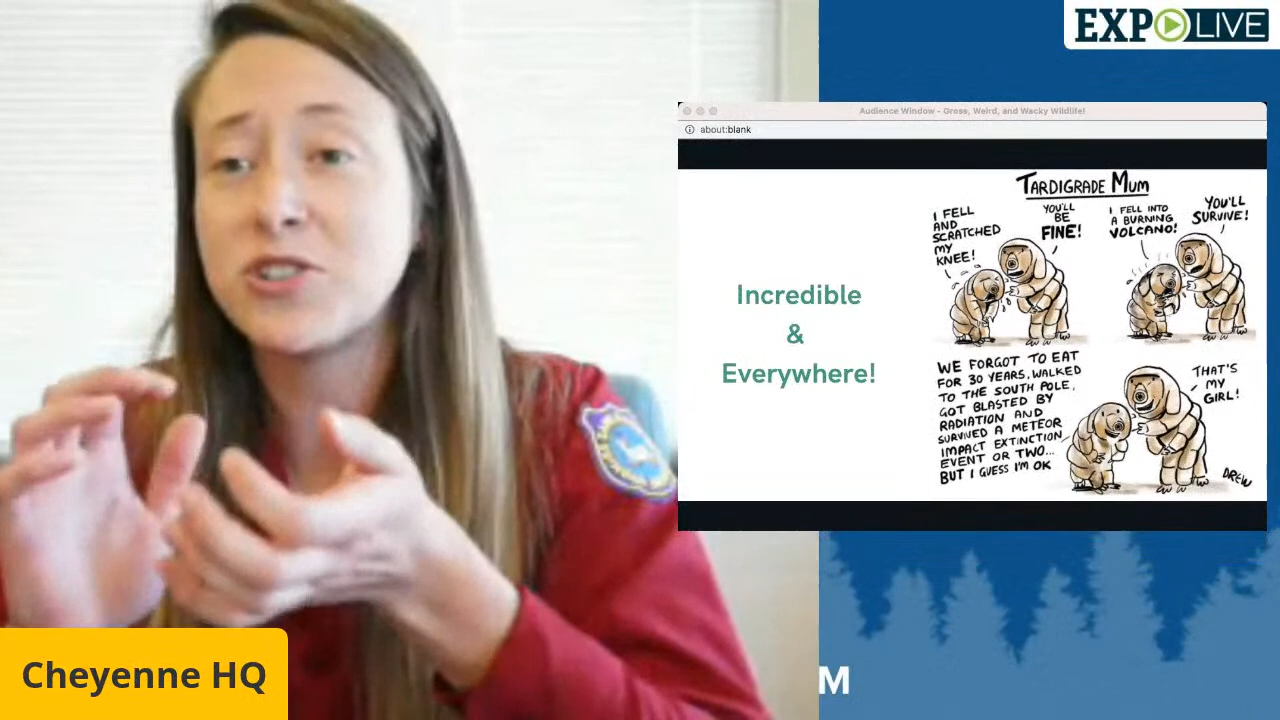 EXPO LIVE
Audience Window - Gross, Weird, and Wacky Wildlife!
about:blank
TARDIGRADE MUM
I FELL
AND
SCRATCHED
MY
KNEE!
YOU'LL
BE
FINE!
I FELL INTO
A BURNING
VOLCANO!
YOU'LL
SURVIVE!
Incredible
&
Everywhere!
WE FORGOT TO EAT
FOR 30 YEARS, WALKED
TO THE SOUTH POLE,
GOT BLASTED BY
RADIATION AND
SURVIVED A METEOR
IMPACT EXTINCTION
EVENT OR TWO...
BUT I GUESS I'M OK
THAT'S
MY
GIRL!
DREW
Cheyenne HQ
M